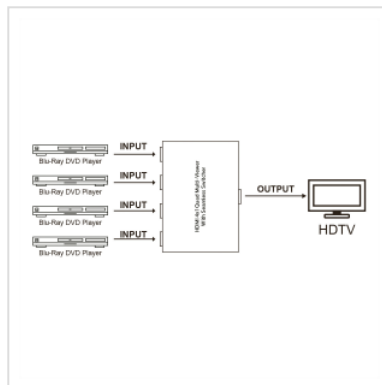 INPUT
Blu-Ray DVD Player
INPUT
Blu-Ray DVD Player
INPUT
Blu-Ray DVD Player
INPUT
Blu-Ray DVD Player
HDMI 4x1 Quad Multi-Viewer
With Seamless Switcher
OUTPUT
HDTV